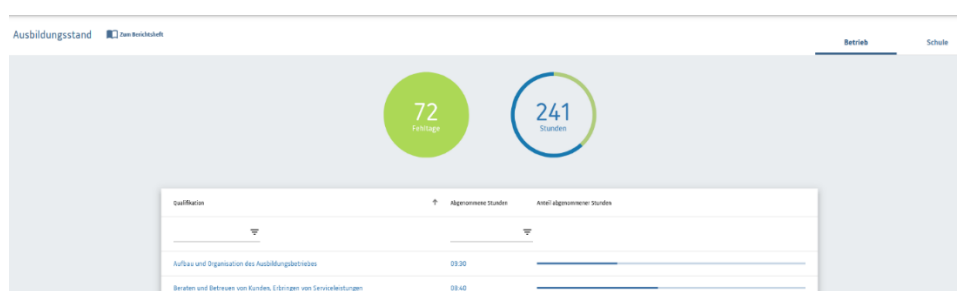 Ausbildungsstand Zum Berichtsheft
Betrieb Schule
72
Fehltage
241
Stunden
Qualifikation Abgenommene Stunden Anteil abgenommener Stunden
Aufbau und Organisation des Ausbildungsbetriebes 03:30
Beraten und Betreuen von Kunden, Erbringen von Serviceleistungen 08:40